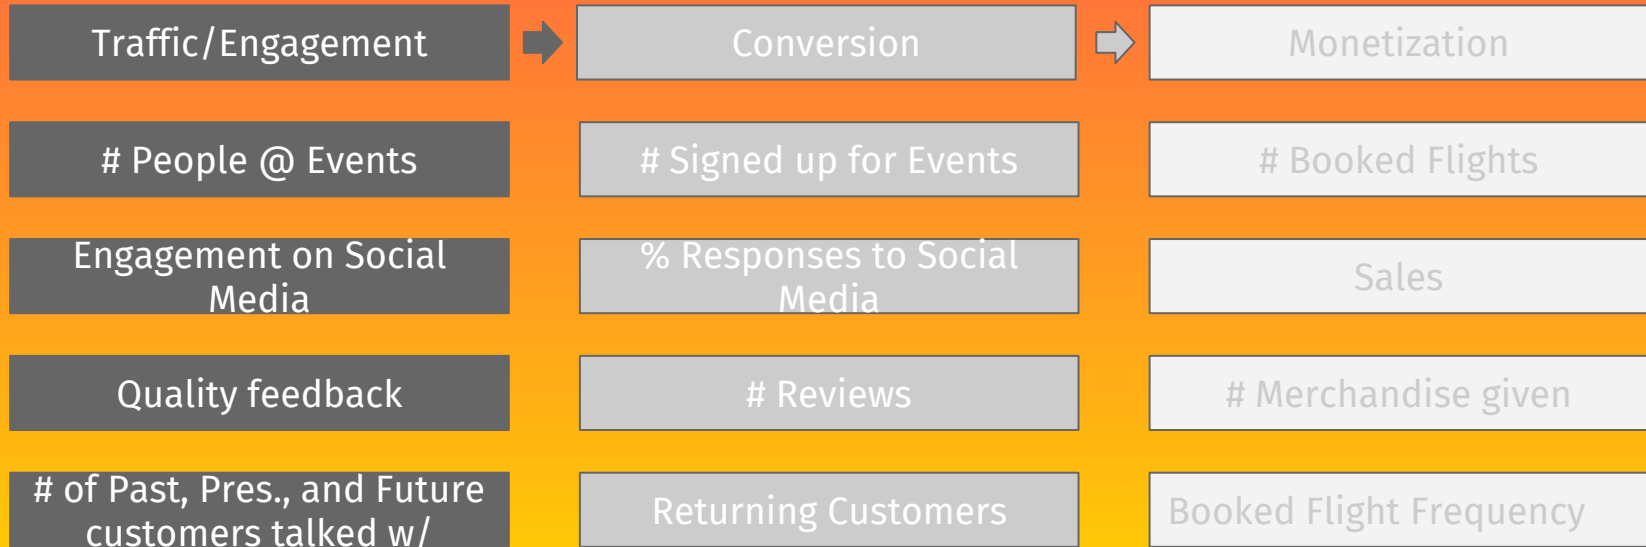 Traffic/Engagement
Conversion
Monetization
# People @ Events
# Signed up for Events
# Booked Flights
Engagement on Social
Media
% Responses to Social
Media
Sales
Quality feedback
# Reviews
# Merchandise given
# of Past, Pres., and Future
customers talked w/
Returning Customers
Booked Flight Frequency